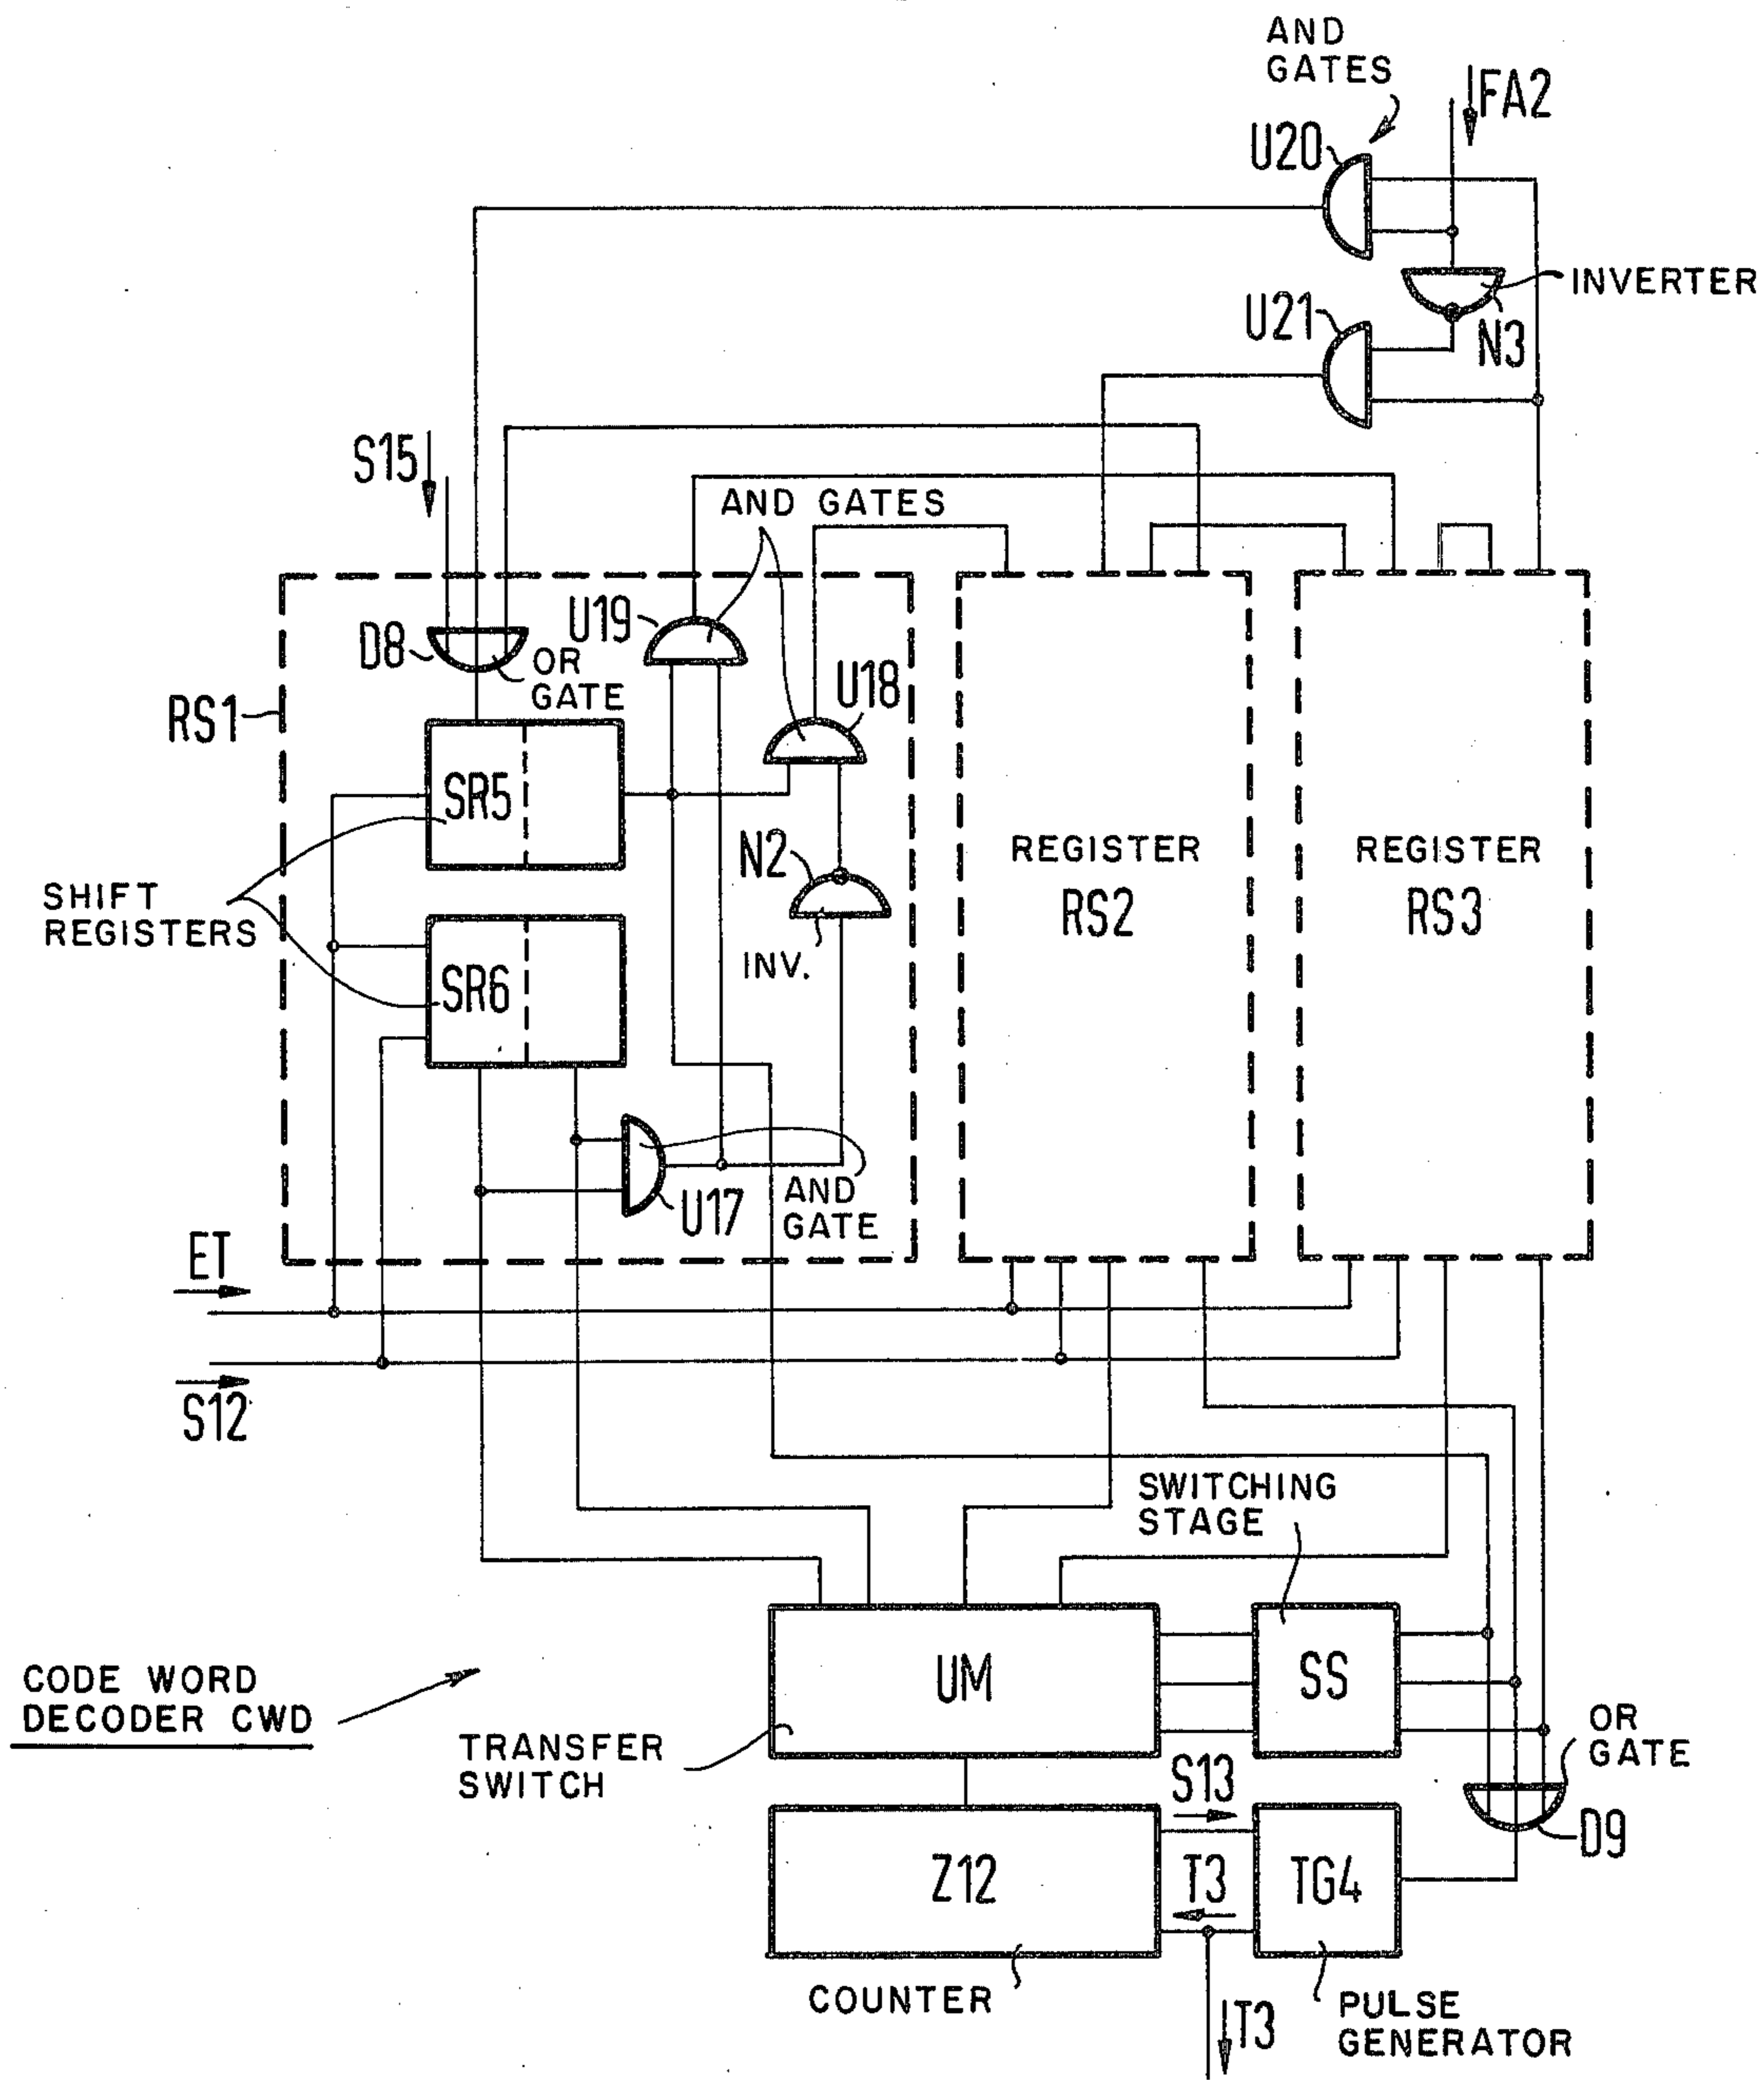 AND
GATES
FA2
U20
INVERTER
U21
N3
S15
AND GATES
U19
D8
OR
GATE
U18
RS1
SR5
N2
REGISTER
RS2
REGISTER
RS3
SHIFT
REGISTERS
SR6
INV.
U17
AND
GATE
ET
S12
SWITCHING
STAGE
CODE WORD
DECODER CWD
UM
SS
TRANSFER
SWITCH
OR
GATE
S13
D9
Z12
T3
TG4
COUNTER
T3
PULSE
GENERATOR